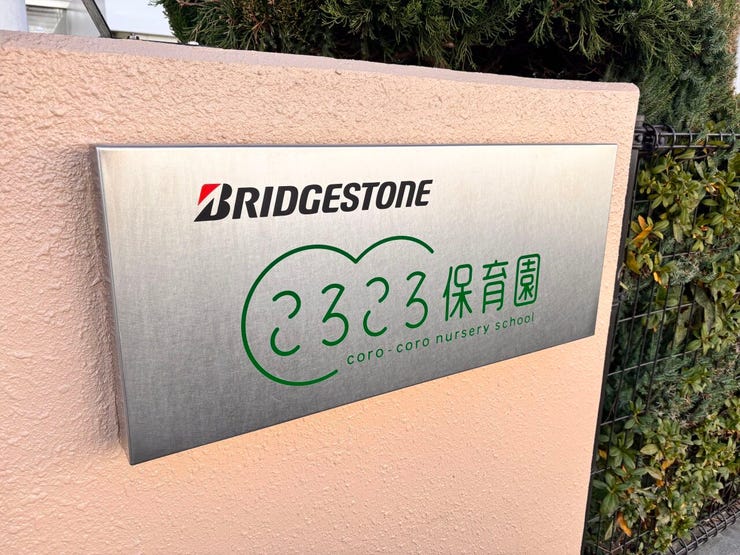 BRIDGESTONE
ころころ保育園
coro-coro nursery school